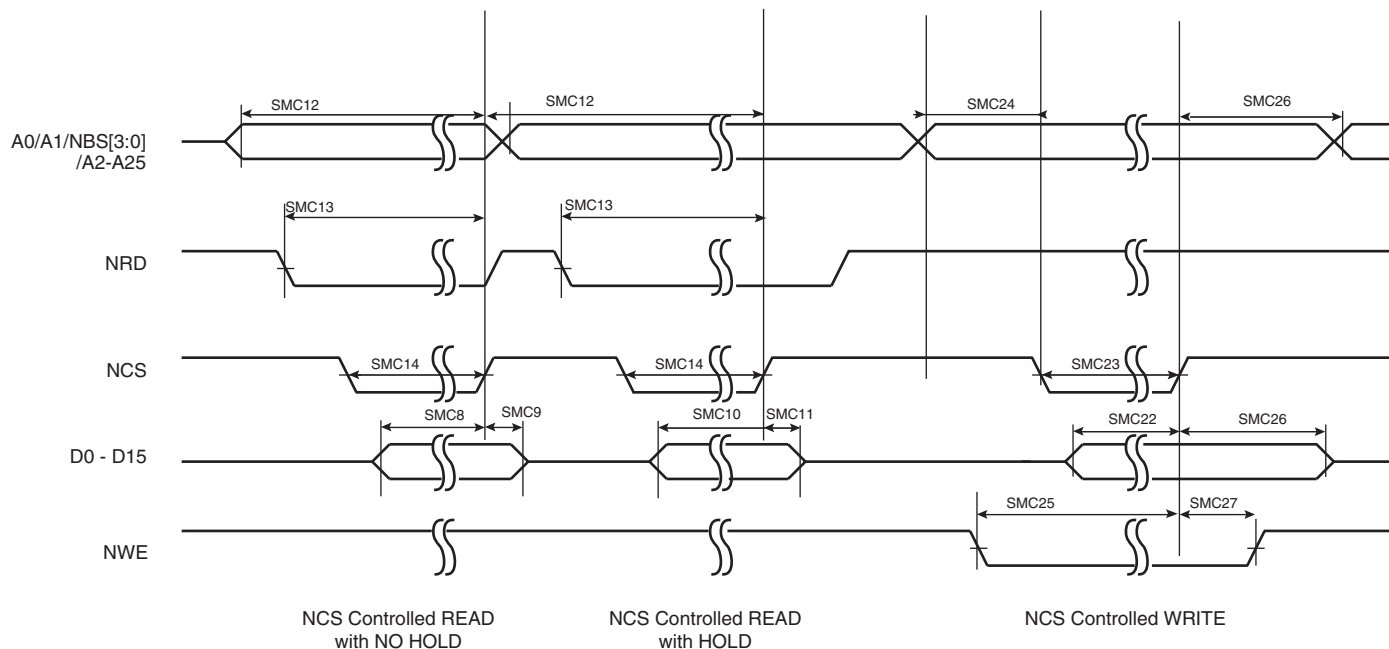 SMC12
SMC12
SMC24
SMC26
A0/A1/NBS[3:0]
/A2-A25
SMC13
SMC13
NRD
NCS
SMC14
SMC14
SMC23
SMC8
SMC9
SMC10
SMC11
SMC22
SMC26
D0 - D15
SMC25
SMC27
NWE
NCS Controlled READ
with NO HOLD
NCS Controlled READ
with HOLD
NCS Controlled WRITE